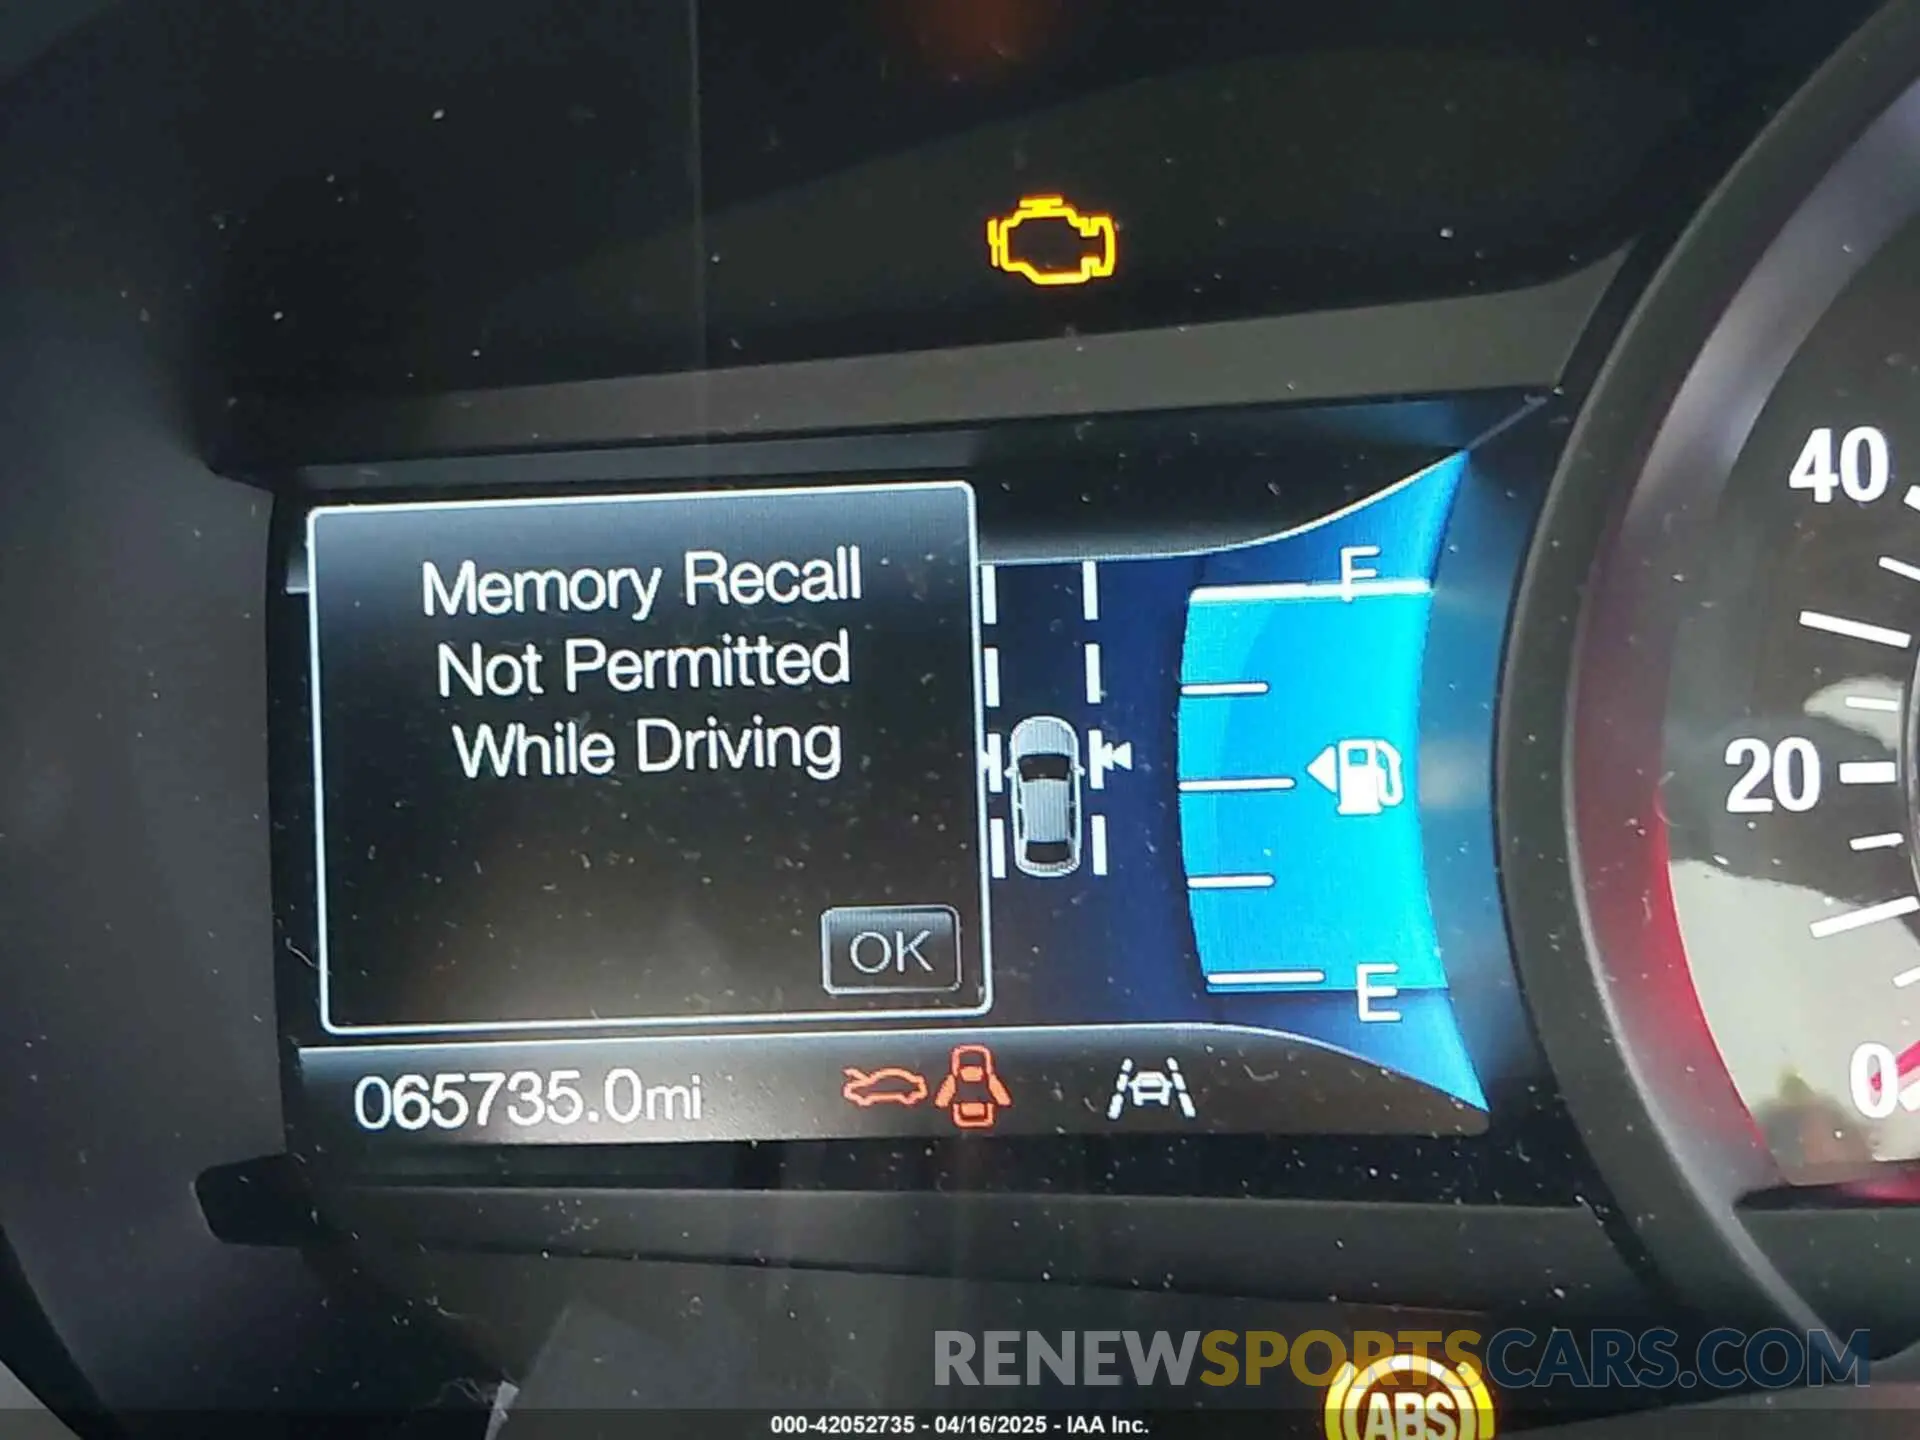 40
Memory Recall
Not Permitted
While Driving
F
20
OK
E
065735.0mi
0
RENEWSPORTSCARS.COM
ABS
000-42052735 - 04/16/2025 - IAA Inc.